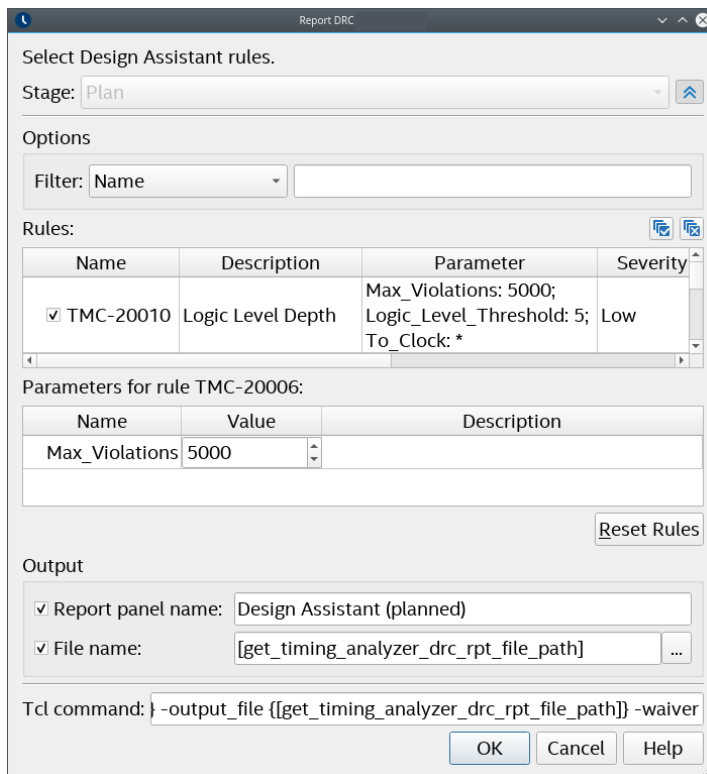 Report DRC
Select Design Assistant rules.
Stage: Plan
Options
Filter: Name
Rules:
Name Description Parameter Severity
TMC-20010 Logic Level Depth Max_Violations: 5000; Logic_Level_Threshold: 5; To_Clock: * Low
Parameters for rule TMC-20006:
Name Value Description
Max_Violations 5000
Reset Rules
Output
Report panel name: Design Assistant (planned)
File name: [get_timing_analyzer_drc_rpt_file_path] ...
Tcl command: } -output_file {[get_timing_analyzer_drc_rpt_file_path]} -waiver
OK Cancel Help